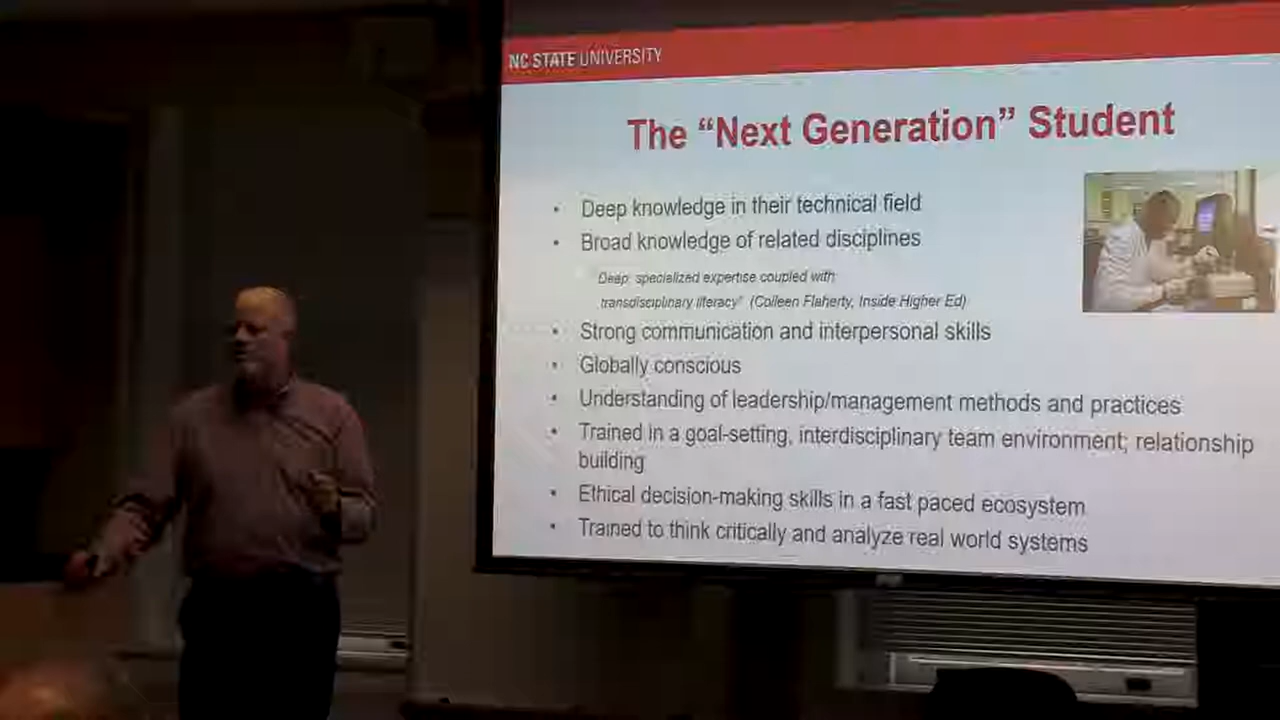 NC STATE UNIVERSITY
The “Next Generation” Student
• Deep knowledge in their technical field
• Broad knowledge of related disciplines
Deep: specialized expertise coupled with
transdisciplinary literacy” (Colleen Flaherty, Inside Higher Ed)
• Strong communication and interpersonal skills
• Globally conscious
• Understanding of leadership/management methods and practices
• Trained in a goal-setting, interdisciplinary team environment; relationship
building
• Ethical decision-making skills in a fast paced ecosystem
• Trained to think critically and analyze real world systems